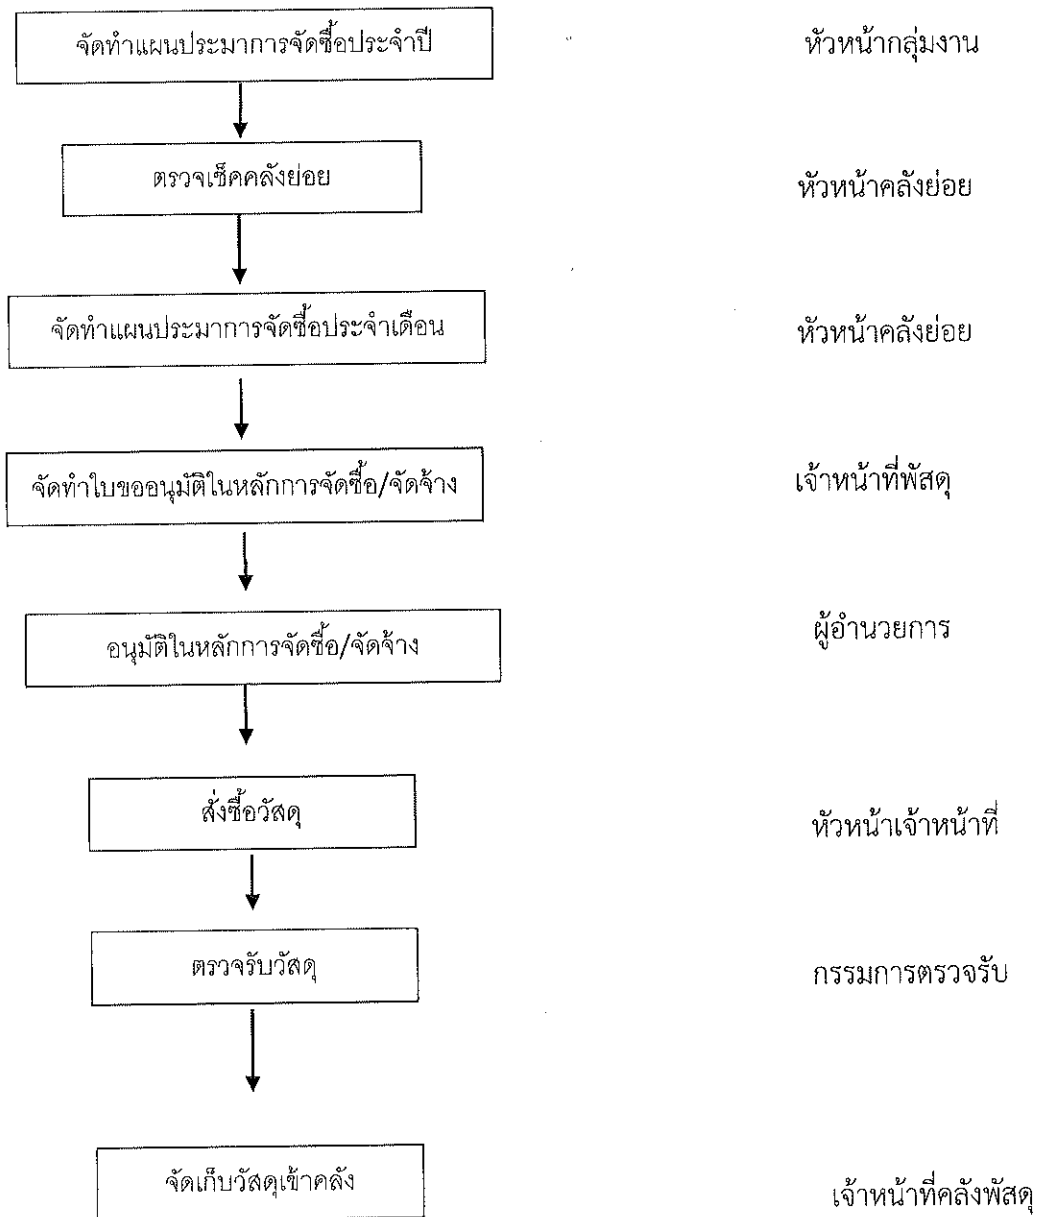 จัดทำแผนประมาการจัดซื้อประจำปี หัวหน้ากลุ่มงาน
ตรวจเช็คคลังย่อย หัวหน้าคลังย่อย
จัดทำแผนประมาการจัดซื้อประจำเดือน หัวหน้าคลังย่อย
จัดทำใบขออนุมัติในหลักการจัดซื้อ/จัดจ้าง เจ้าหน้าที่พัสดุ
อนุมัติในหลักการจัดซื้อ/จัดจ้าง ผู้อำนวยการ
สั่งซื้อวัสดุ หัวหน้าเจ้าหน้าที่
ตรวจรับวัสดุ กรรมการตรวจรับ
จัดเก็บวัสดุเข้าคลัง เจ้าหน้าที่คลังพัสดุ